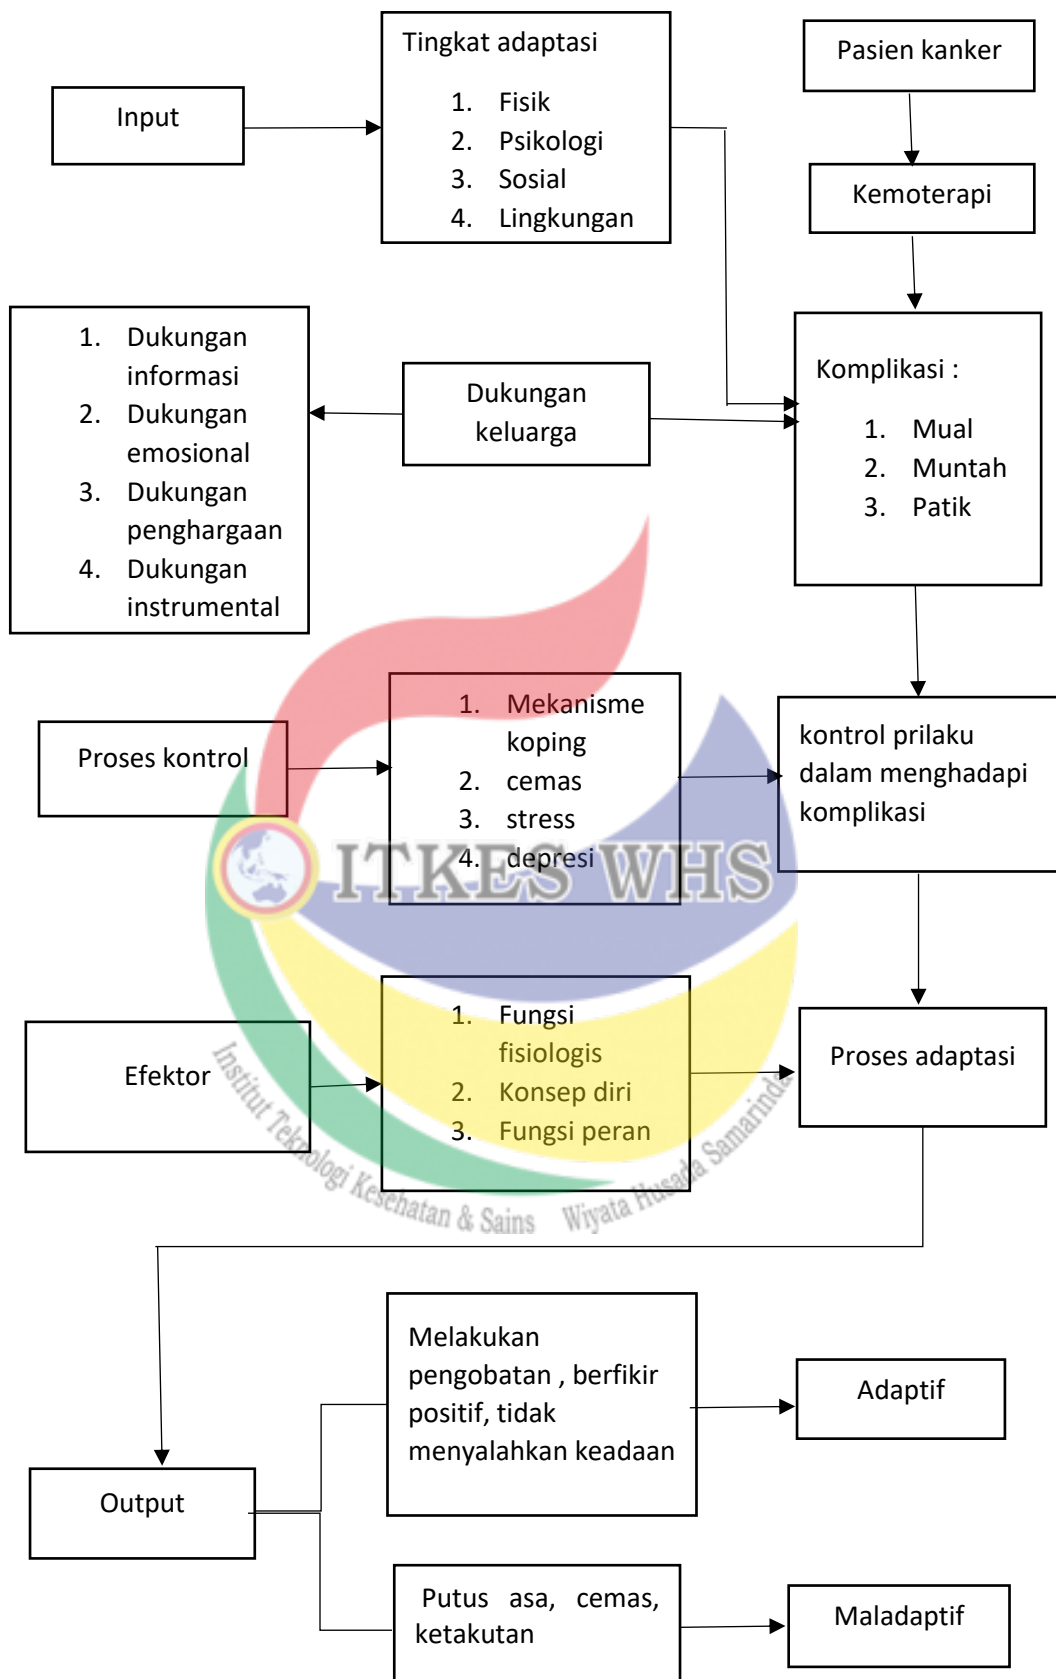 Tingkat adaptasi
1. Fisik
2. Psikologi
3. Sosial
4. Lingkungan
Input
Pasien kanker
Kemoterapi
1. Dukungan
informasi
2. Dukungan
emosional
3. Dukungan
penghargaan
4. Dukungan
instrumental
Dukungan
keluarga
Komplikasi :
1. Mual
2. Muntah
3. Patik
Proses kontrol
1. Mekanisme
koping
2. cemas
3. stress
4. depresi
kontrol prilaku
dalam menghadapi
komplikasi
ITKES WHS
Efektor
1. Fungsi
fisiologis
2. Konsep diri
3. Fungsi peran
Proses adaptasi
Institut Teknologi Kesehatan & Sains Wiyata Husada Samarinda
Melakukan
pengobatan , berfikir
positif, tidak
menyalahkan keadaan
Adaptif
Output
Putus asa, cemas,
ketakutan
Maladaptif